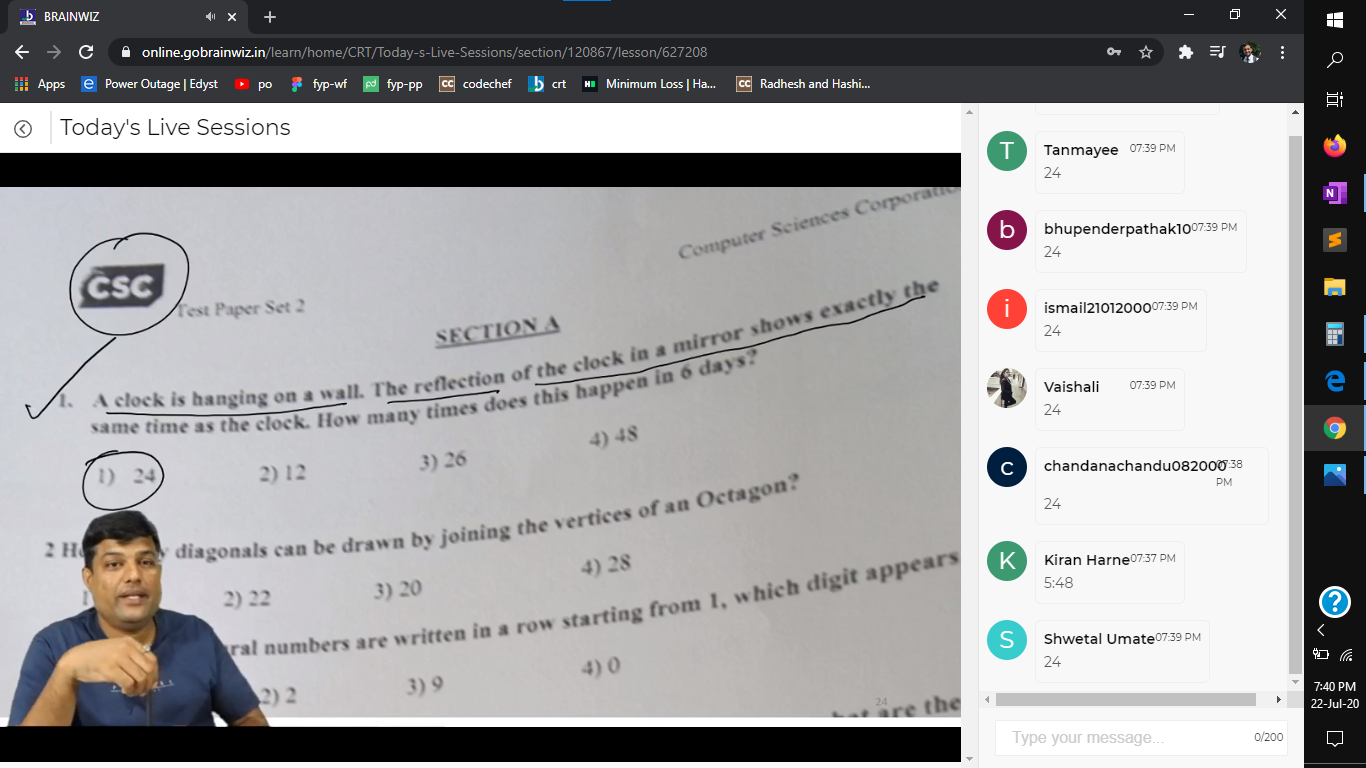 BRAINWIZ
online.gobrainwiz.in/learn/home/CRT/Today-s-Live-Sessions/section/120867/lesson/627208
Apps Power Outage | Edyst po fyp-wf fyp-pp codechef crt Minimum Loss | Ha... Radhesh and Hashi...
Today's Live Sessions
Computer Sciences Corporatio
CSC
Test Paper Set 2
SECTION A
1. A clock is hanging on a wall. The reflection of the clock in a mirror shows exactly the
same time as the clock. How many times does this happen in 6 days?
1) 24 2) 12 3) 26 4) 48
2 H diagonals can be drawn by joining the vertices of an Octagon?
2) 22 3) 20 4) 28
ral numbers are written in a row starting from 1, which digit appears
2) 2 3) 9 4) 0
are the
24
T Tanmayee 07:39 PM
24
b bhupenderpathak10 07:39 PM
24
i ismail21012000 07:39 PM
24
Vaishali 07:39 PM
24
c chandanachandu082000 07:38
PM
24
K Kiran Harne 07:37 PM
5:48
S Shwetal Umate 07:39 PM
24
Type your message... 0/200
7:40 PM
22-Jul-20